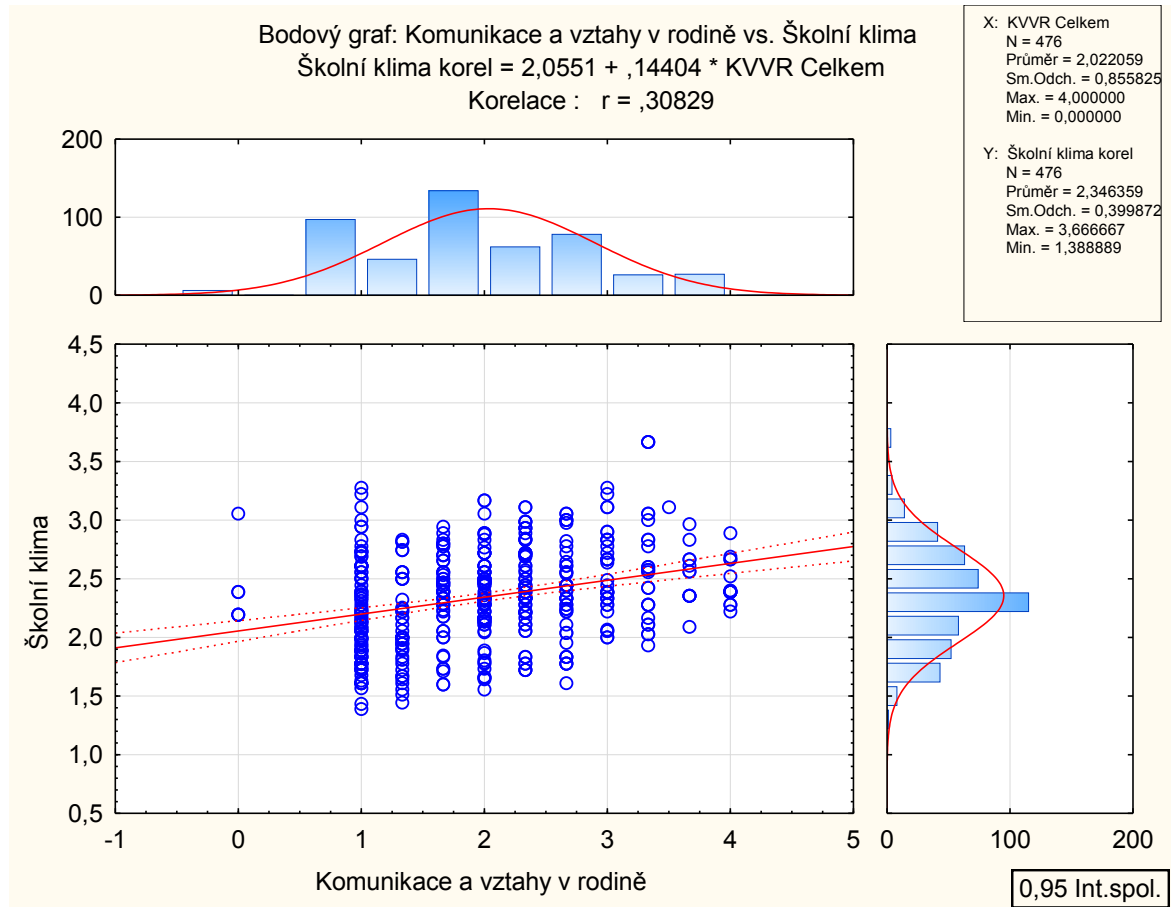 Bodový graf: Komunikace a vztahy v rodině vs. Školní klima
Školní klima korel = 2,0551 + ,14404 * KVVR Celkem
Korelace : r = ,30829
X: KVVR Celkem
N = 476
Průměr = 2,022059
Sm.Odch. = 0,855825
Max. = 4,000000
Min. = 0,000000
Y: Školní klima korel
N = 476
Průměr = 2,346359
Sm.Odch. = 0,399872
Max. = 3,666667
Min. = 1,388889
200
100
0
4,5
4,0
3,5
3,0
2,5
2,0
1,5
1,0
0,5
Školní klima
-1 0 1 2 3 4 5
Komunikace a vztahy v rodině
0 100 200
0,95 Int.spol.